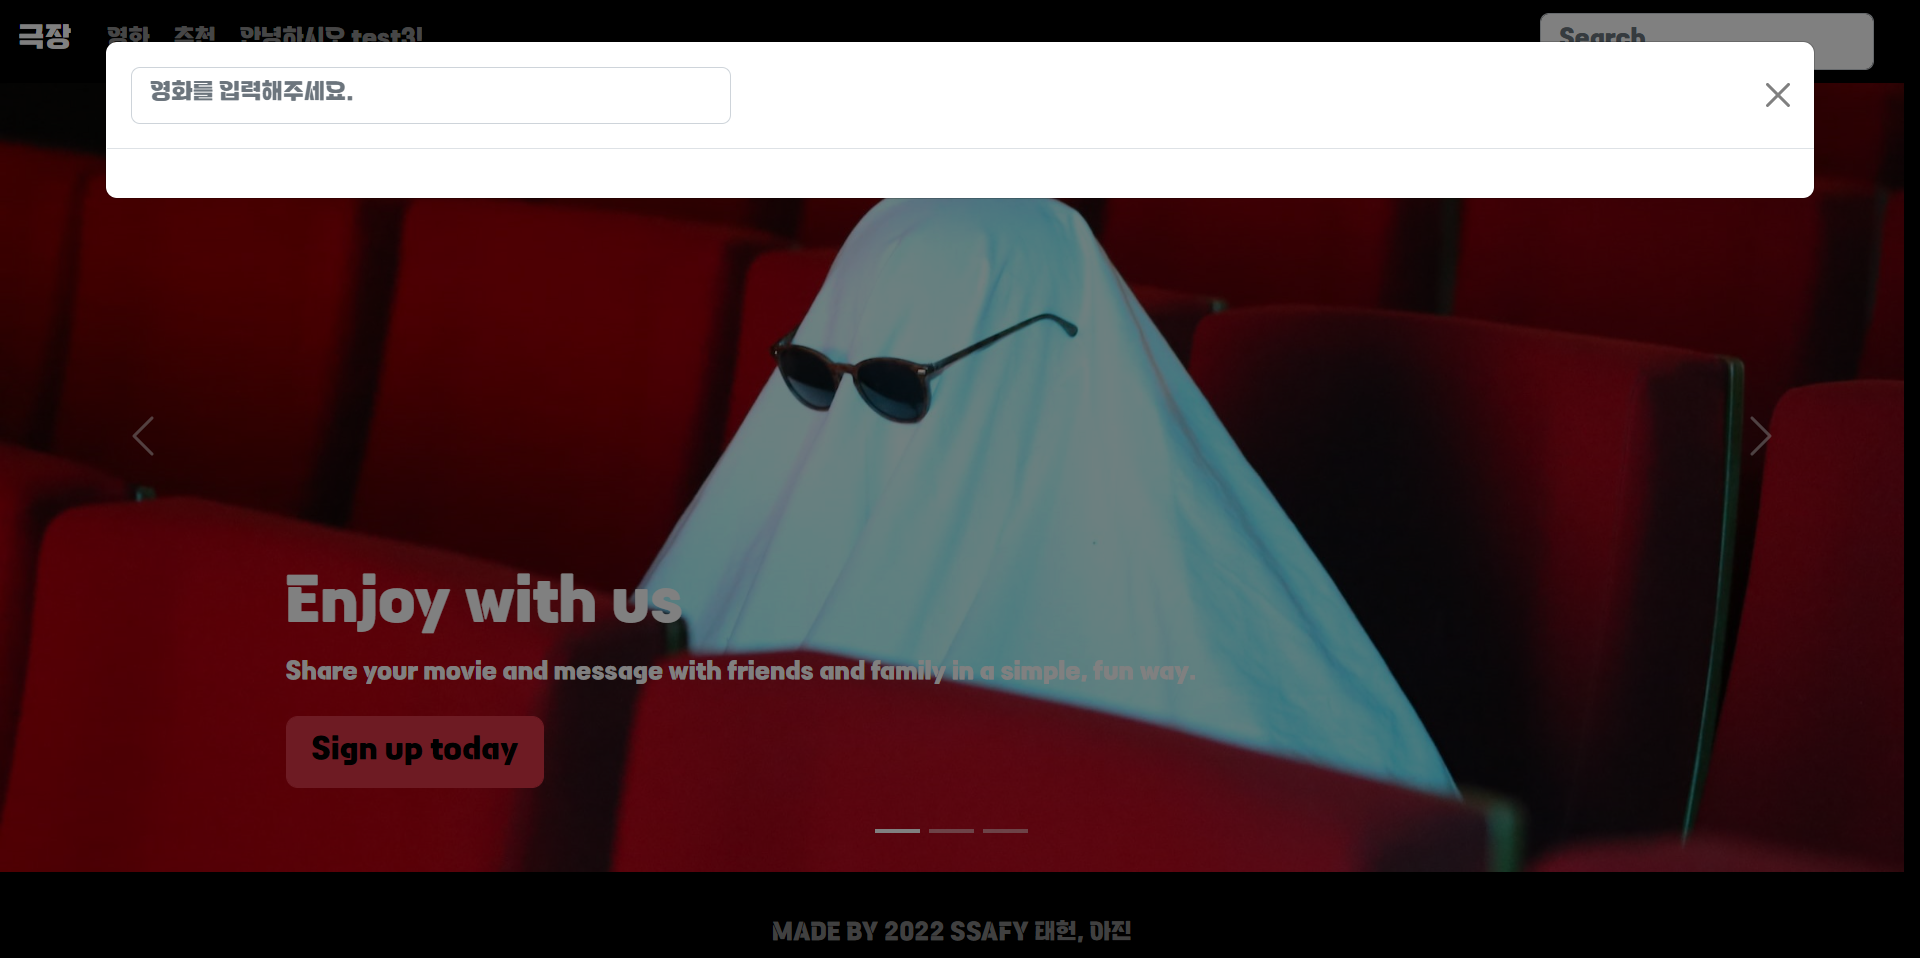 극장 영화 추천 안녕하시오 test3! Search
영화를 입력해주세요.
Enjoy with us
Share your movie and message with friends and family in a simple, fun way.
Sign up today
MADE BY 2022 SSAFY 태현, 아진